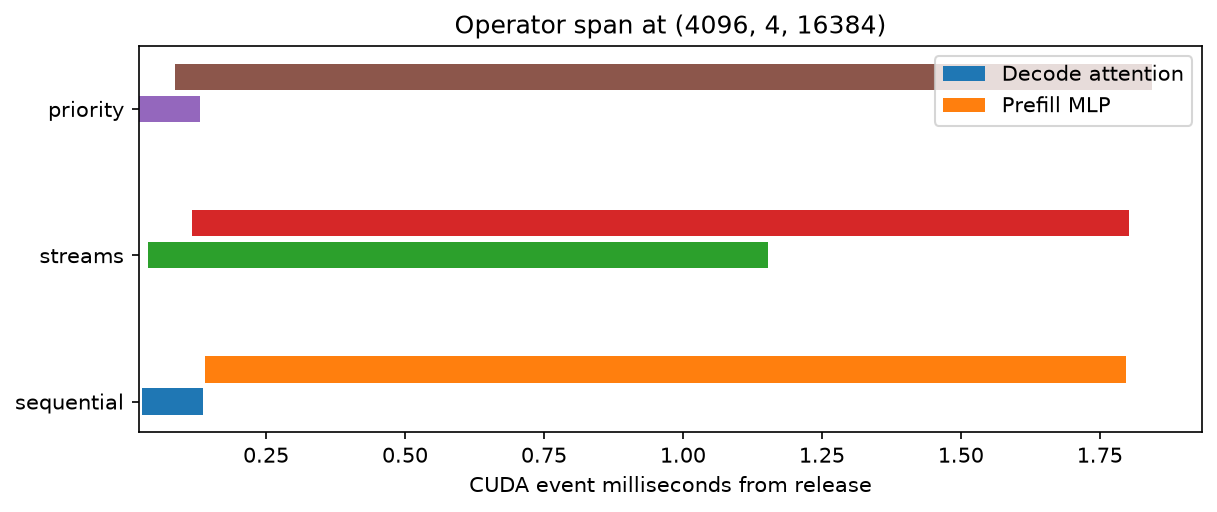 Operator span at (4096, 4, 16384)
Decode attention
Prefill MLP
priority
streams
sequential
0.25 0.50 0.75 1.00 1.25 1.50 1.75
CUDA event milliseconds from release